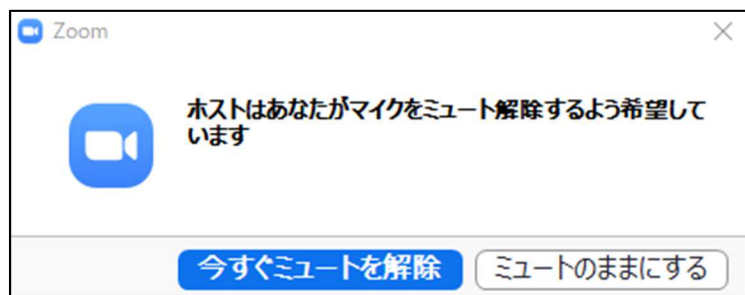 Zoom
ホストはあなたがマイクをミュート解除するよう希望して
います
今すぐミュートを解除
ミュートのままにする